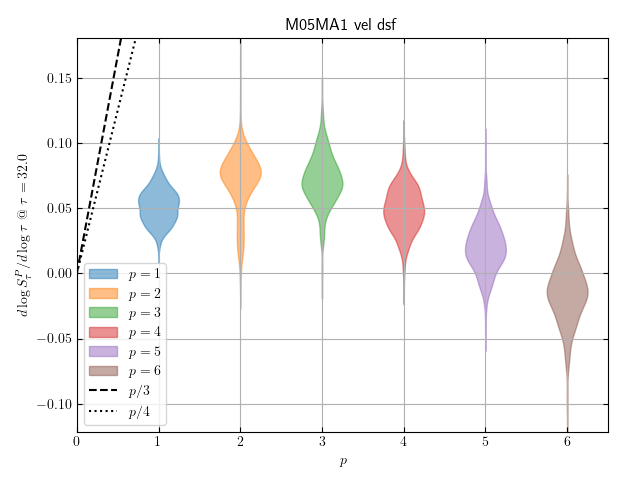 M05MA1 vel dsf
d log S_τ^p / d log τ @ τ = 32.0
0.15
0.10
0.05
0.00
−0.05
−0.10
p = 1
p = 2
p = 3
p = 4
p = 5
p = 6
p/3
p/4
0 1 2 3 4 5 6
p